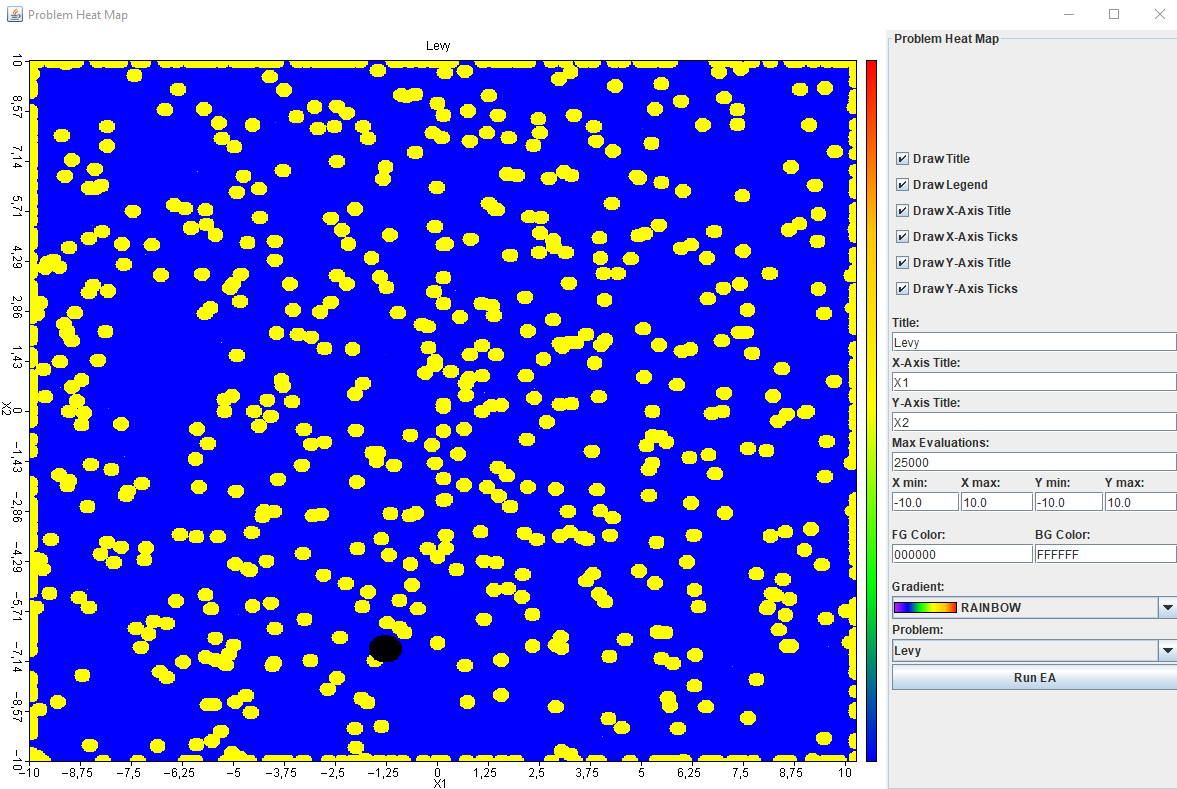 Problem Heat Map
Levy
10
8,57
7,14
5,71
4,29
2,86
1,43
0
−1,43
−2,86
−4,29
−5,71
−7,14
−8,57
−10
X2
−10
−8,75
−7,5
−6,25
−5
−3,75
−2,5
−1,25
0
1,25
2,5
3,75
5
6,25
7,5
8,75
10
X1
Problem Heat Map
Draw Title
Draw Legend
Draw X-Axis Title
Draw X-Axis Ticks
Draw Y-Axis Title
Draw Y-Axis Ticks
Title:
Levy
X-Axis Title:
X1
Y-Axis Title:
X2
Max Evaluations:
25000
X min: X max: Y min: Y max:
-10.0 10.0 -10.0 10.0
FG Color: BG Color:
000000 FFFFFF
Gradient:
RAINBOW
Problem:
Levy
Run EA